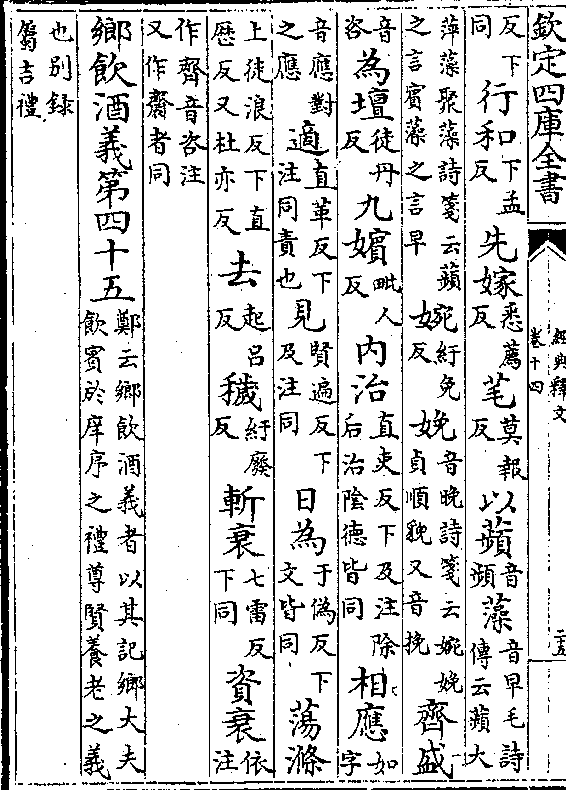 欽定四庫全書
經典釋文
卷十四
二五
反下同行和下孟反先嫁悉薦反芼莫報反以蘋音頻藻音早毛詩傳云蘋大
萍藻聚藻詩箋云蘋之言賓藻之言早婉紆免反娩音晚詩箋云婉娩貞順貌又音挽齊盛
音咨為壇徒丹反九嬪毗人反内治直吏反下及注除后治陰德皆同相應如字
音應對之應適直革反下注同責也見賢遍反下及注同日為于偽反下文皆同蕩滌
上徒浪反下直歷反又杜亦反去起呂反穢紆廢反斬衰七雷反下同資衰依注
作齊音咨注又作齋者同
鄉飲酒義第四十五鄭云鄉飲酒義者以其記鄉大夫飲賓於庠序之禮尊賢養老之義
也别録屬吉禮